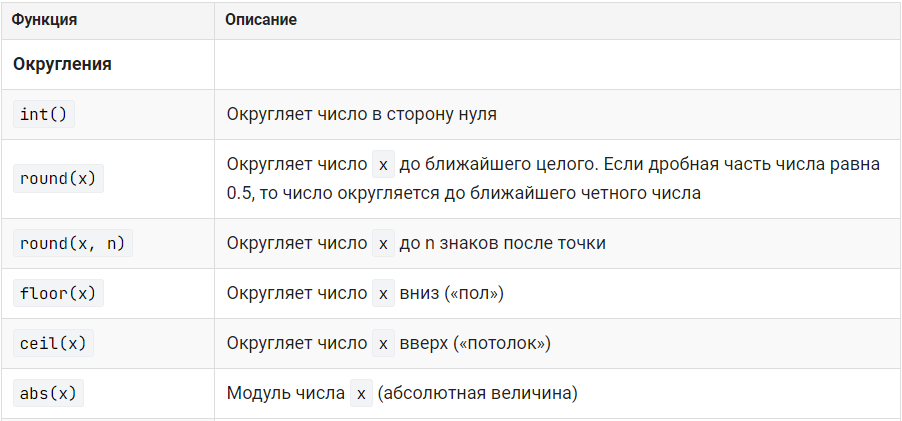 Функция Описание
Округления
int() Округляет число в сторону нуля
round(x) Округляет число x до ближайшего целого. Если дробная часть числа равна
0.5, то число округляется до ближайшего четного числа
round(x, n) Округляет число x до n знаков после точки
floor(x) Округляет число x вниз («пол»)
ceil(x) Округляет число x вверх («потолок»)
abs(x) Модуль числа x (абсолютная величина)